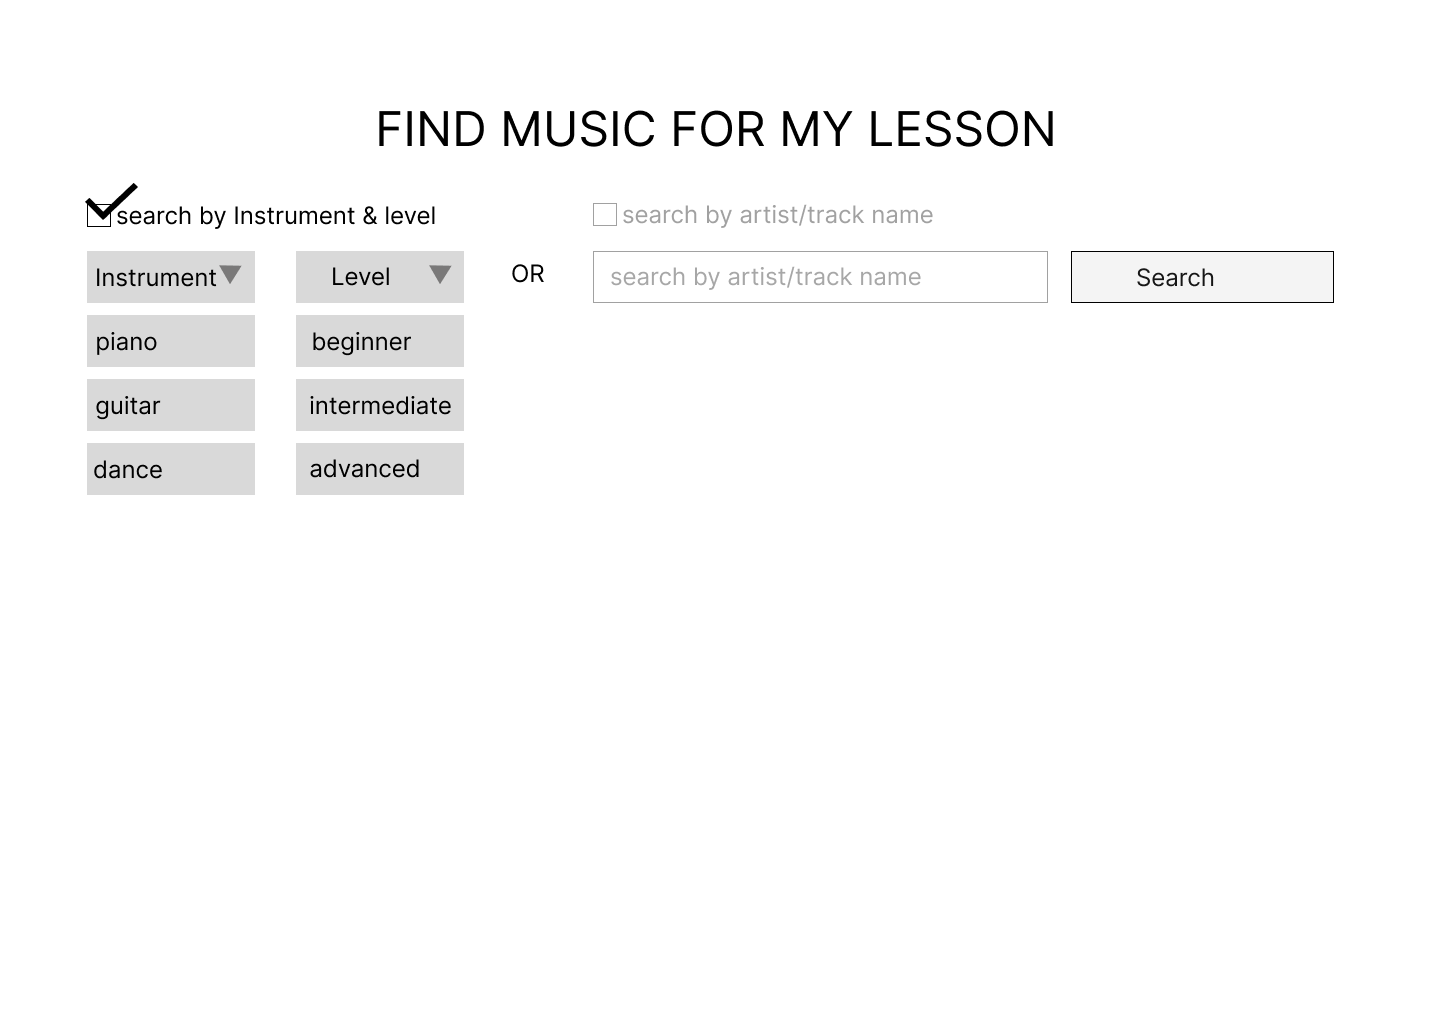 FIND MUSIC FOR MY LESSON
search by Instrument & level
search by artist/track name
Instrument
Level
OR
search by artist/track name
Search
piano
beginner
guitar
intermediate
dance
advanced